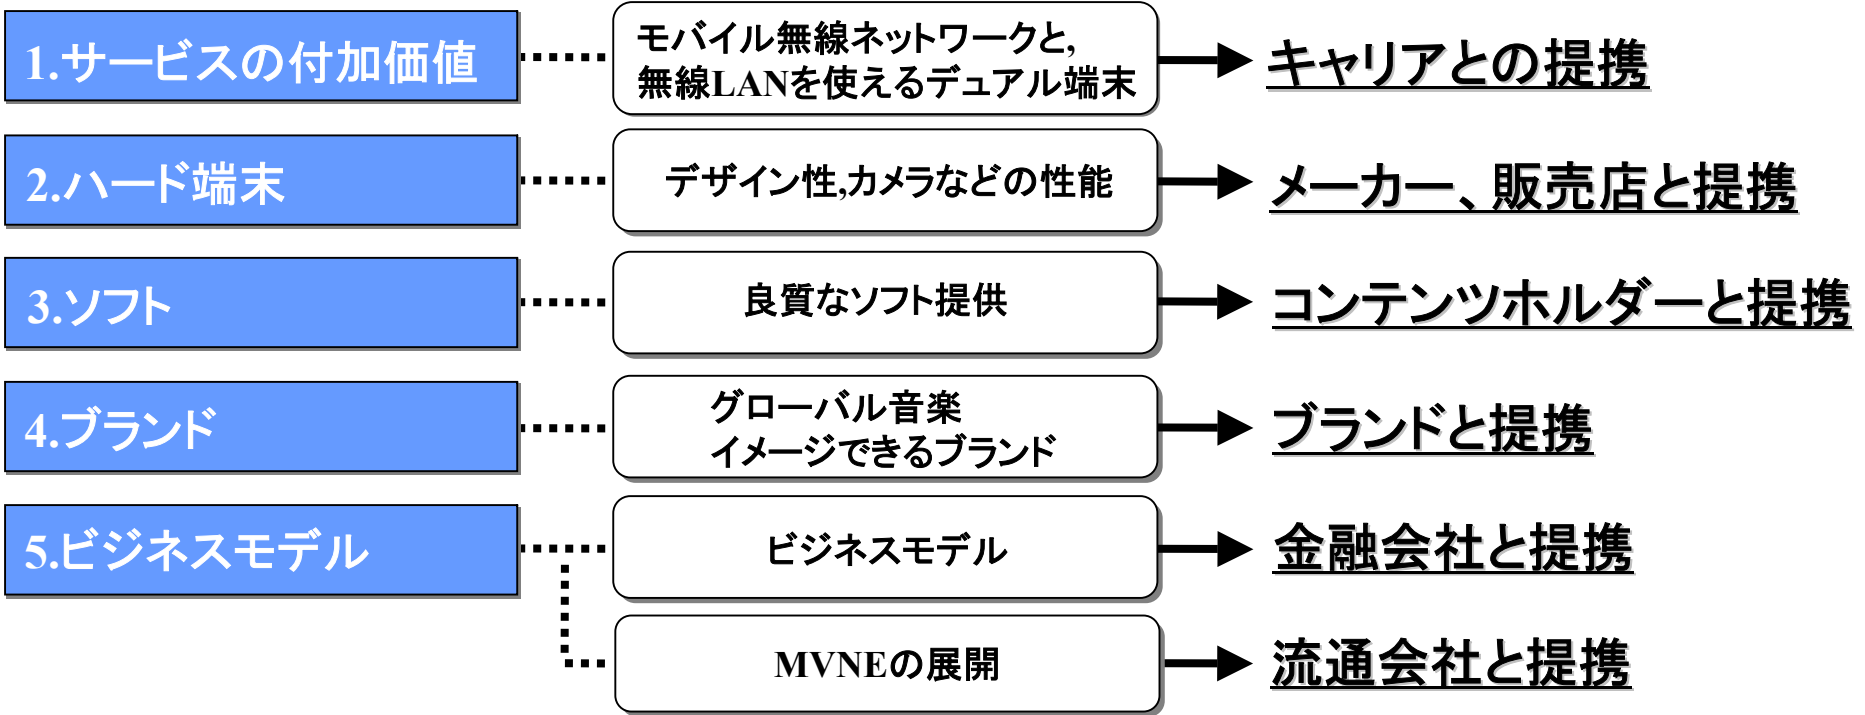 1.サービスの付加価値
モバイル無線ネットワークと,
無線LANを使えるデュアル端末
キャリアとの提携
2.ハード端末
デザイン性,カメラなどの性能
メーカー、販売店と提携
3.ソフト
良質なソフト提供
コンテンツホルダーと提携
4.ブランド
グローバル音楽
イメージできるブランド
ブランドと提携
5.ビジネスモデル
ビジネスモデル
金融会社と提携
MVNEの展開
流通会社と提携